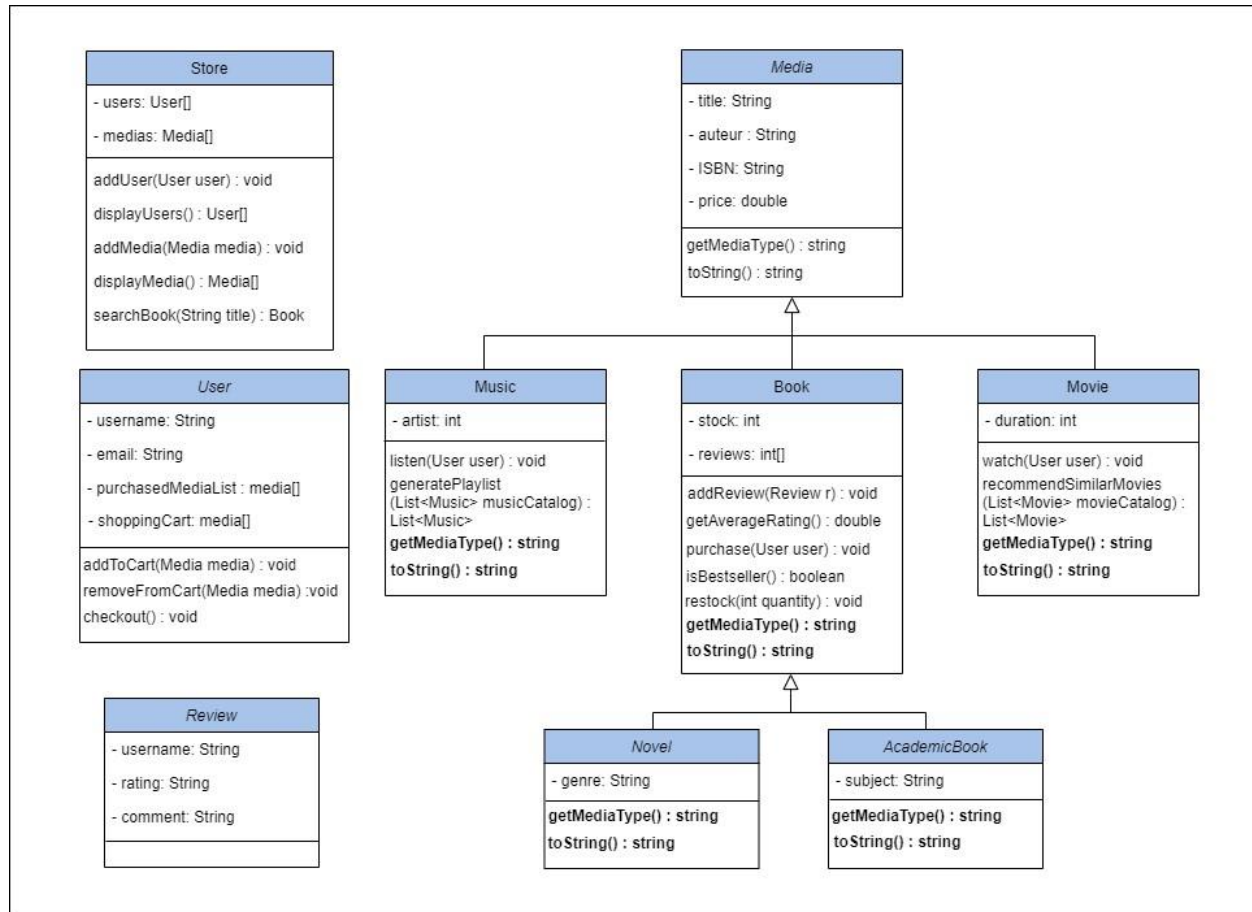 Store
- users: User[]
- medias: Media[]
addUser(User user) : void
displayUsers() : User[]
addMedia(Media media) : void
displayMedia() : Media[]
searchBook(String title) : Book
Media
- title: String
- auteur : String
- ISBN: String
- price: double
getMediaType() : string
toString() : string
User
- username: String
- email: String
- purchasedMediaList : media[]
- shoppingCart: media[]
addToCart(Media media) : void
removeFromCart(Media media) :void
checkout() : void
Music
- artist: int
listen(User user) : void
generatePlaylist
(List<Music> musicCatalog) :
List<Music>
getMediaType() : string
toString() : string
Book
- stock: int
- reviews: int[]
addReview(Review r) : void
getAverageRating() : double
purchase(User user) : void
isBestseller() : boolean
restock(int quantity) : void
getMediaType() : string
toString() : string
Movie
- duration: int
watch(User user) : void
recommendSimilarMovies
(List<Movie> movieCatalog) :
List<Movie>
getMediaType() : string
toString() : string
Review
- username: String
- rating: String
- comment: String
Novel
- genre: String
getMediaType() : string
toString() : string
AcademicBook
- subject: String
getMediaType() : string
toString() : string